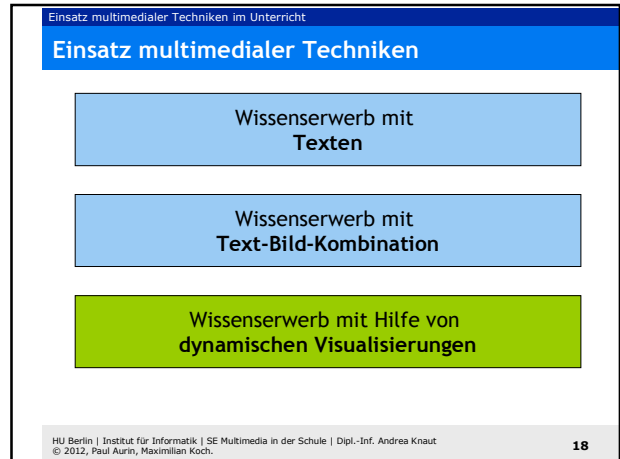 Einsatz multimedialer Techniken im Unterricht
Einsatz multimedialer Techniken
Wissenserwerb mit
Texten
Wissenserwerb mit
Text-Bild-Kombination
Wissenserwerb mit Hilfe von
dynamischen Visualisierungen
HU Berlin | Institut für Informatik | SE Multimedia in der Schule | Dipl.-Inf. Andrea Knaut
© 2012, Paul Aurin, Maximilian Koch.
18